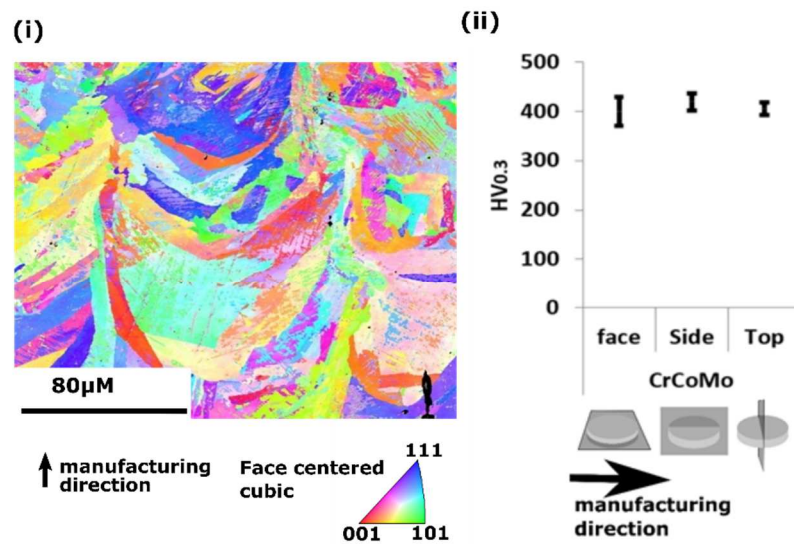 (i)
80µM
manufacturing
direction
Face centered
cubic
111
001
101
(ii)
HV0.3
500
400
300
200
100
0
face
Side
Top
CrCoMo
manufacturing
direction